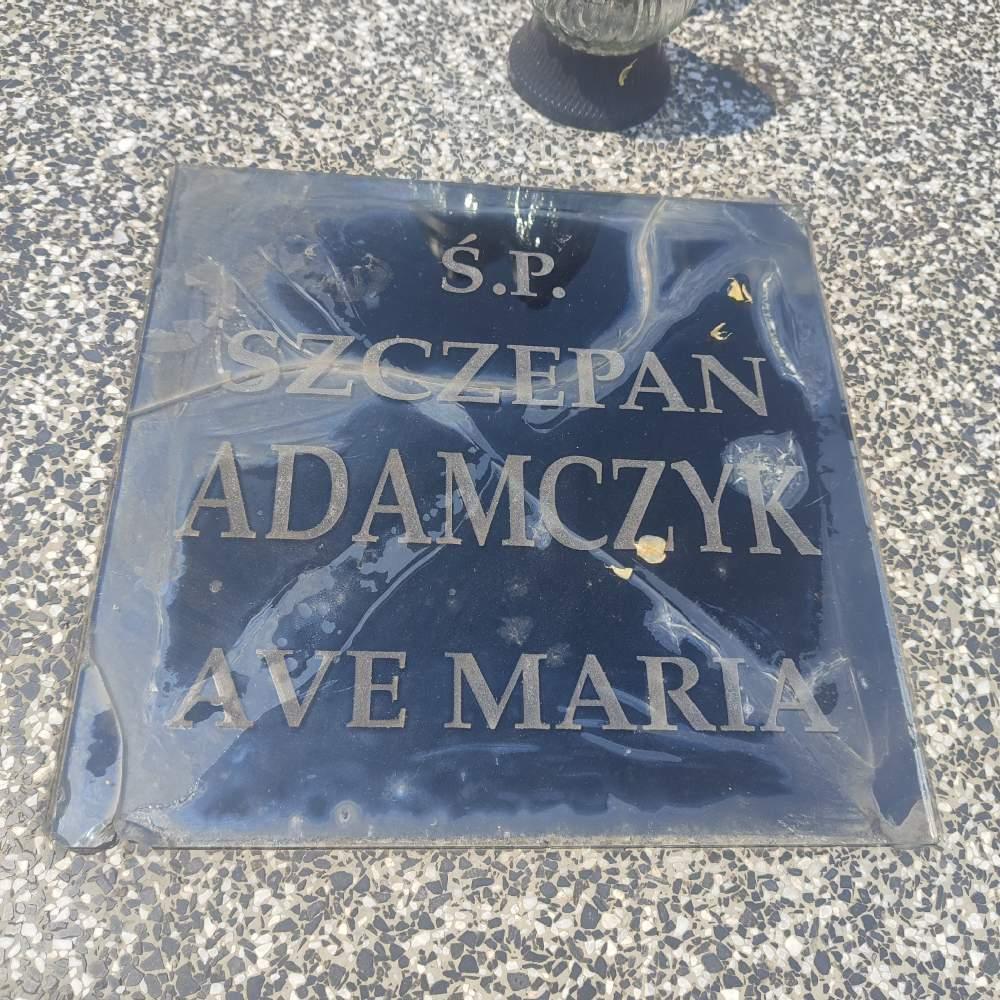 Ś.P.
SZCZEPAN
ADAMCZYK
AVE MARIA